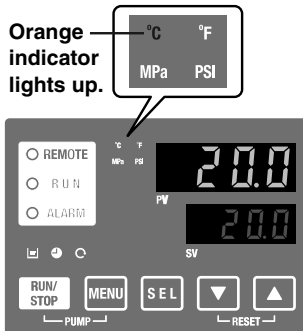 Orange
indicator
lights up.
°C °F
MPa PSI
°C °F
MPa PSI
REMOTE
RUN
ALARM
20.0
PV
20.0
SV
RUN/
STOP
MENU
SEL
PUMP
RESET